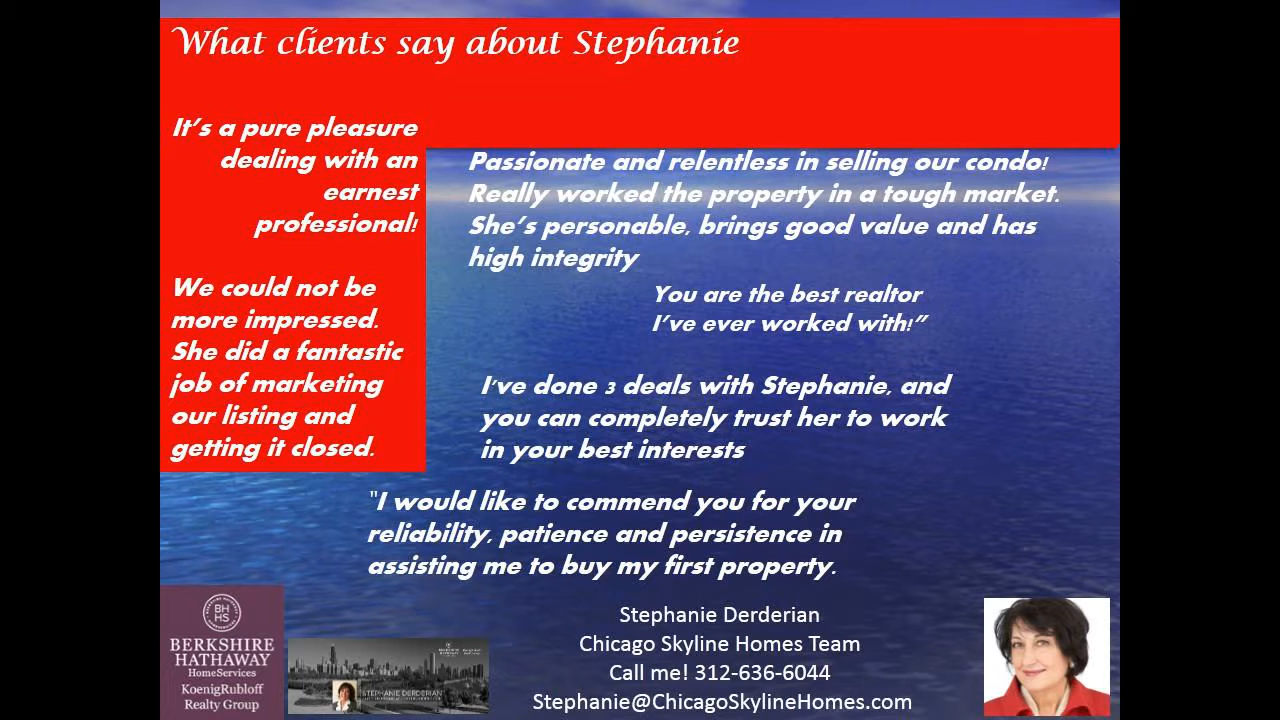 What clients say about Stephanie
It's a pure pleasure
dealing with an
earnest
professional!
We could not be
more impressed.
She did a fantastic
job of marketing
our listing and
getting it closed.
Passionate and relentless in selling our condo!
Really worked the property in a tough market.
She's personable, brings good value and has
high integrity
You are the best realtor
I've ever worked with!”
I've done 3 deals with Stephanie, and
you can completely trust her to work
in your best interests
"I would like to commend you for your
reliability, patience and persistence in
assisting me to buy my first property.
BH
HS
BERKSHIRE
HATHAWAY
HomeServices
KoenigRubloff
Realty Group
STEPHANIE DERDERIAN
Stephanie Derderian
Chicago Skyline Homes Team
Call me! 312-636-6044
Stephanie@ChicagoSkylineHomes.com